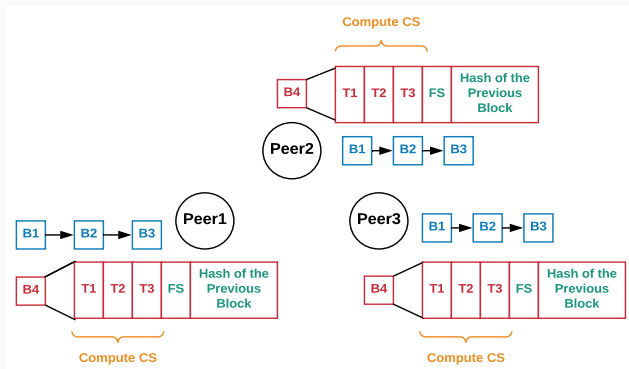 Compute CS
B4
T1 T2 T3 FS Hash of the
Previous
Block
Peer2
B1 B2 B3
Peer1
B1 B2 B3
B4
T1 T2 T3 FS Hash of the
Previous
Block
Compute CS
Peer3
B1 B2 B3
B4
T1 T2 T3 FS Hash of the
Previous
Block
Compute CS